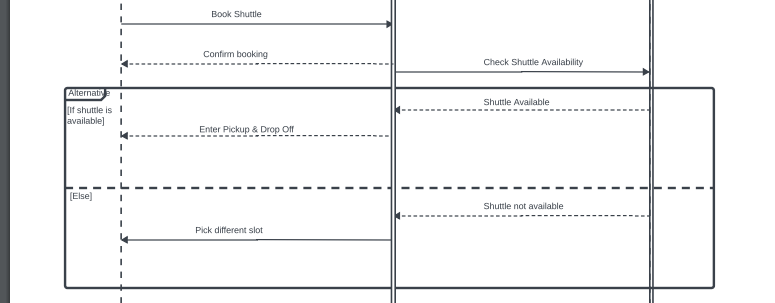 Book Shuttle
Confirm booking
Check Shuttle Availability
Alternative
[If shuttle is
available]
Shuttle Available
Enter Pickup & Drop Off
[Else]
Shuttle not available
Pick different slot